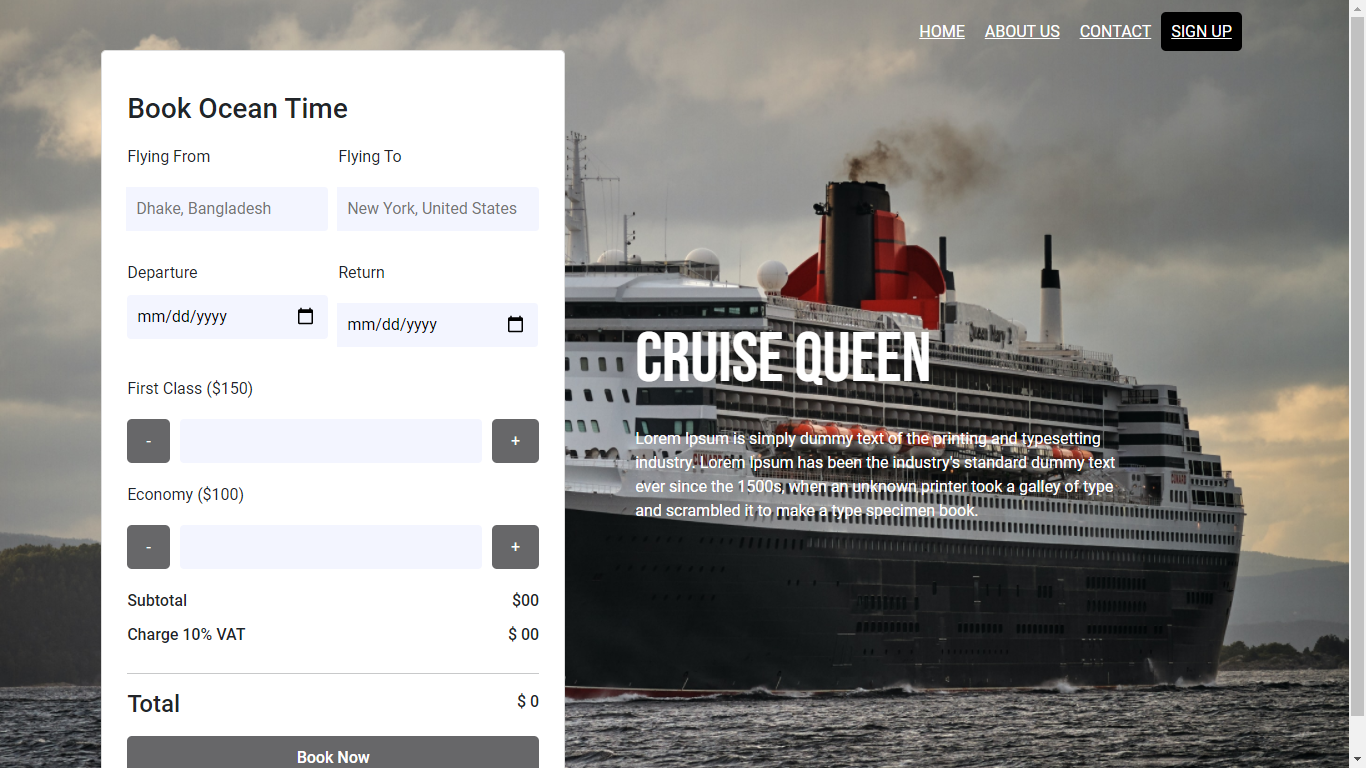 HOME ABOUT US CONTACT SIGN UP
Book Ocean Time
Flying From Flying To
Dhake, Bangladesh New York, United States
Departure Return
mm/dd/yyyy mm/dd/yyyy
First Class ($150)
- +
Economy ($100)
- +
Subtotal $00
Charge 10% VAT $ 00
Total $ 0
Book Now
CRUISE QUEEN
Lorem Ipsum is simply dummy text of the printing and typesetting
industry. Lorem Ipsum has been the industry's standard dummy text
ever since the 1500s, when an unknown printer took a galley of type
and scrambled it to make a type specimen book.